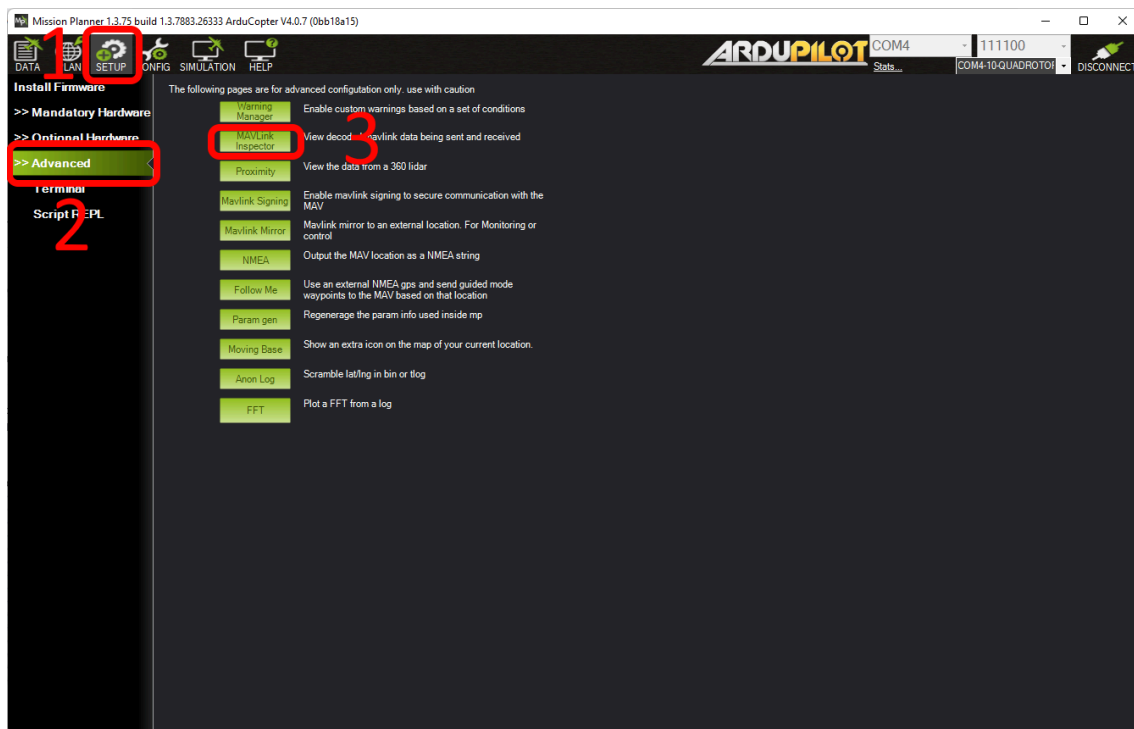 Mission Planner 1.3.75 build 1.3.7883.26333 ArduCopter V4.0.7 (0bb18a15)
1
DATA
SETUP
SIMULATION
HELP
ARDUPILOT
COM4
111100
Stats...
COM4-10-QUADROTOR
DISCONNECT
Install Firmware
>> Mandatory Hardware
>> Optional Hardware
>> Advanced
Terminal
Script REPL
2
The following pages are for advanced configutation only. use with caution
Warning
Manager
Enable custom warnings based on a set of conditions
MAVLink
Inspector
3
View decoded mavlink data being sent and received
Proximity
View the data from a 360 lidar
Mavlink Signing
Enable mavlink signing to secure communication with the
MAV
Mavlink Mirror
Mavlink mirror to an external location. For Monitoring or
control
NMEA
Output the MAV location as a NMEA string
Follow Me
Use an external NMEA gps and send guided mode
waypoints to the MAV based on that location
Param gen
Regenerage the param info used inside mp
Moving Base
Show an extra icon on the map of your current location.
Anon Log
Scramble lat/lng in bin or tlog
FFT
Plot a FFT from a log